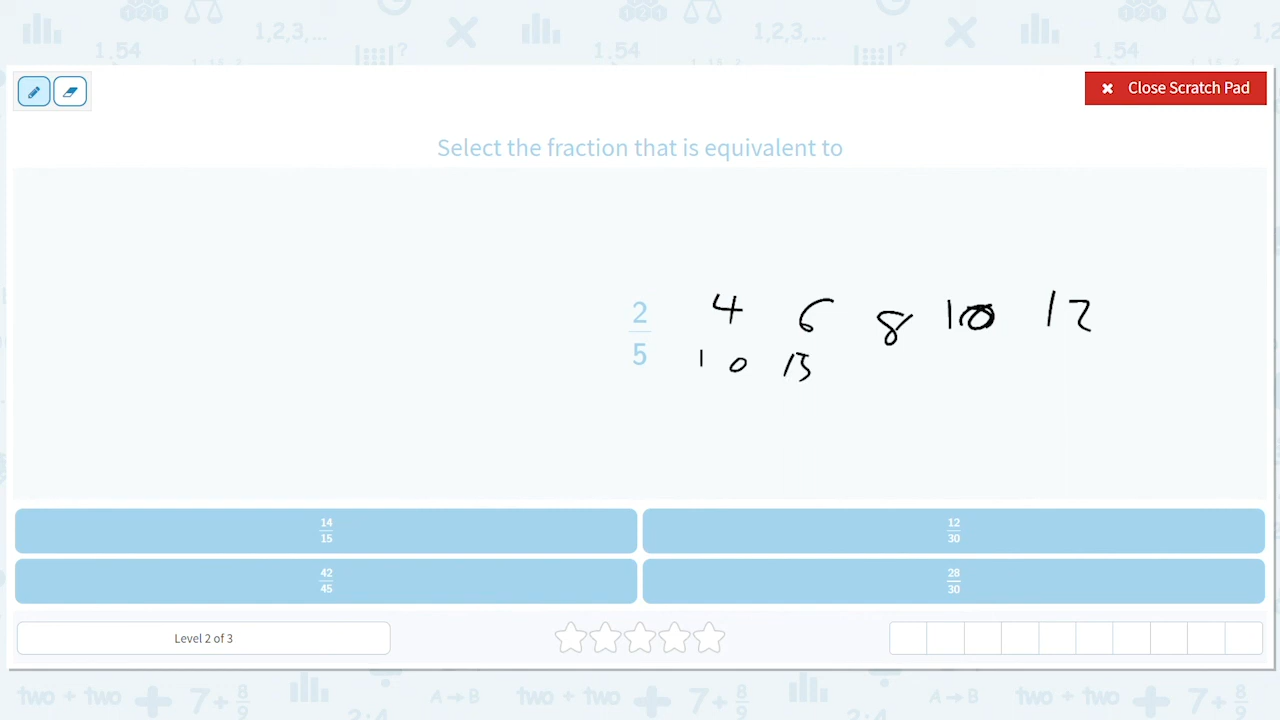 Close Scratch Pad
Select the fraction that is equivalent to
2 4 6 8 10 12
5 10 15
14 12
15 30
42 28
45 30
Level 2 of 3